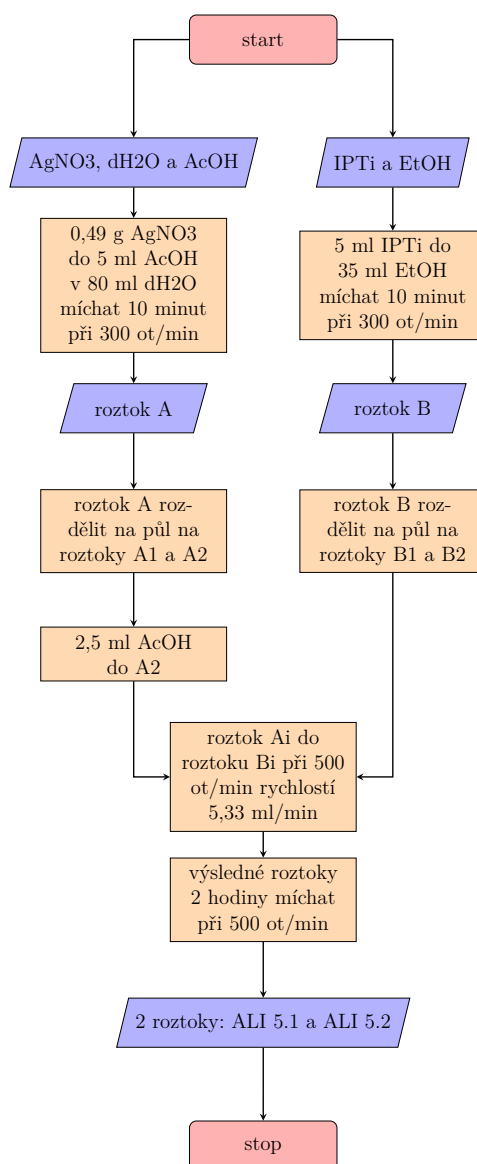 start
AgNO3, dH2O a AcOH
IPTi a EtOH
0,49 g AgNO3
do 5 ml AcOH
v 80 ml dH2O
míchat 10 minut
při 300 ot/min
5 ml IPTi do
35 ml EtOH
míchat 10 minut
při 300 ot/min
roztok A
roztok B
roztok A roz-
dělit na půl na
roztoky A1 a A2
roztok B roz-
dělit na půl na
roztoky B1 a B2
2,5 ml AcOH
do A2
roztok Ai do
roztoku Bi při 500
ot/min rychlostí
5,33 ml/min
výsledné roztoky
2 hodiny míchat
při 500 ot/min
2 roztoky: ALI 5.1 a ALI 5.2
stop